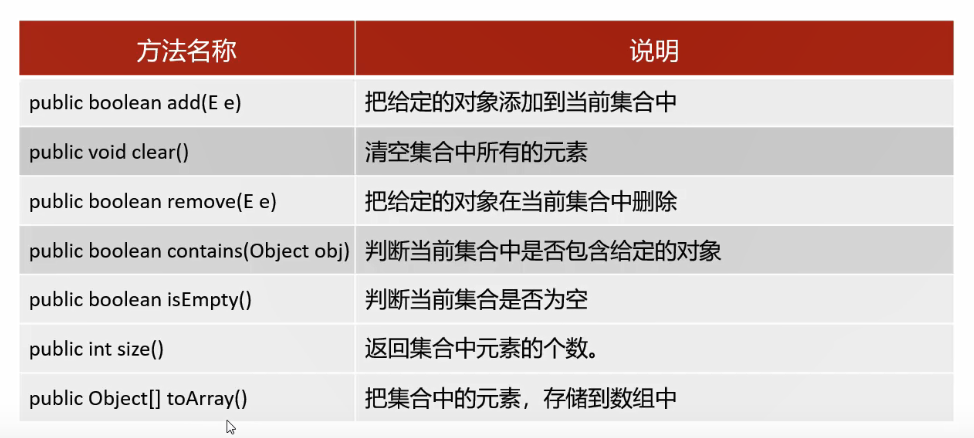 方法名称 说明
public boolean add(E e) 把给定的对象添加到当前集合中
public void clear() 清空集合中所有的元素
public boolean remove(E e) 把给定的对象在当前集合中删除
public boolean contains(Object obj) 判断当前集合中是否包含给定的对象
public boolean isEmpty() 判断当前集合是否为空
public int size() 返回集合中元素的个数。
public Object[] toArray() 把集合中的元素，存储到数组中